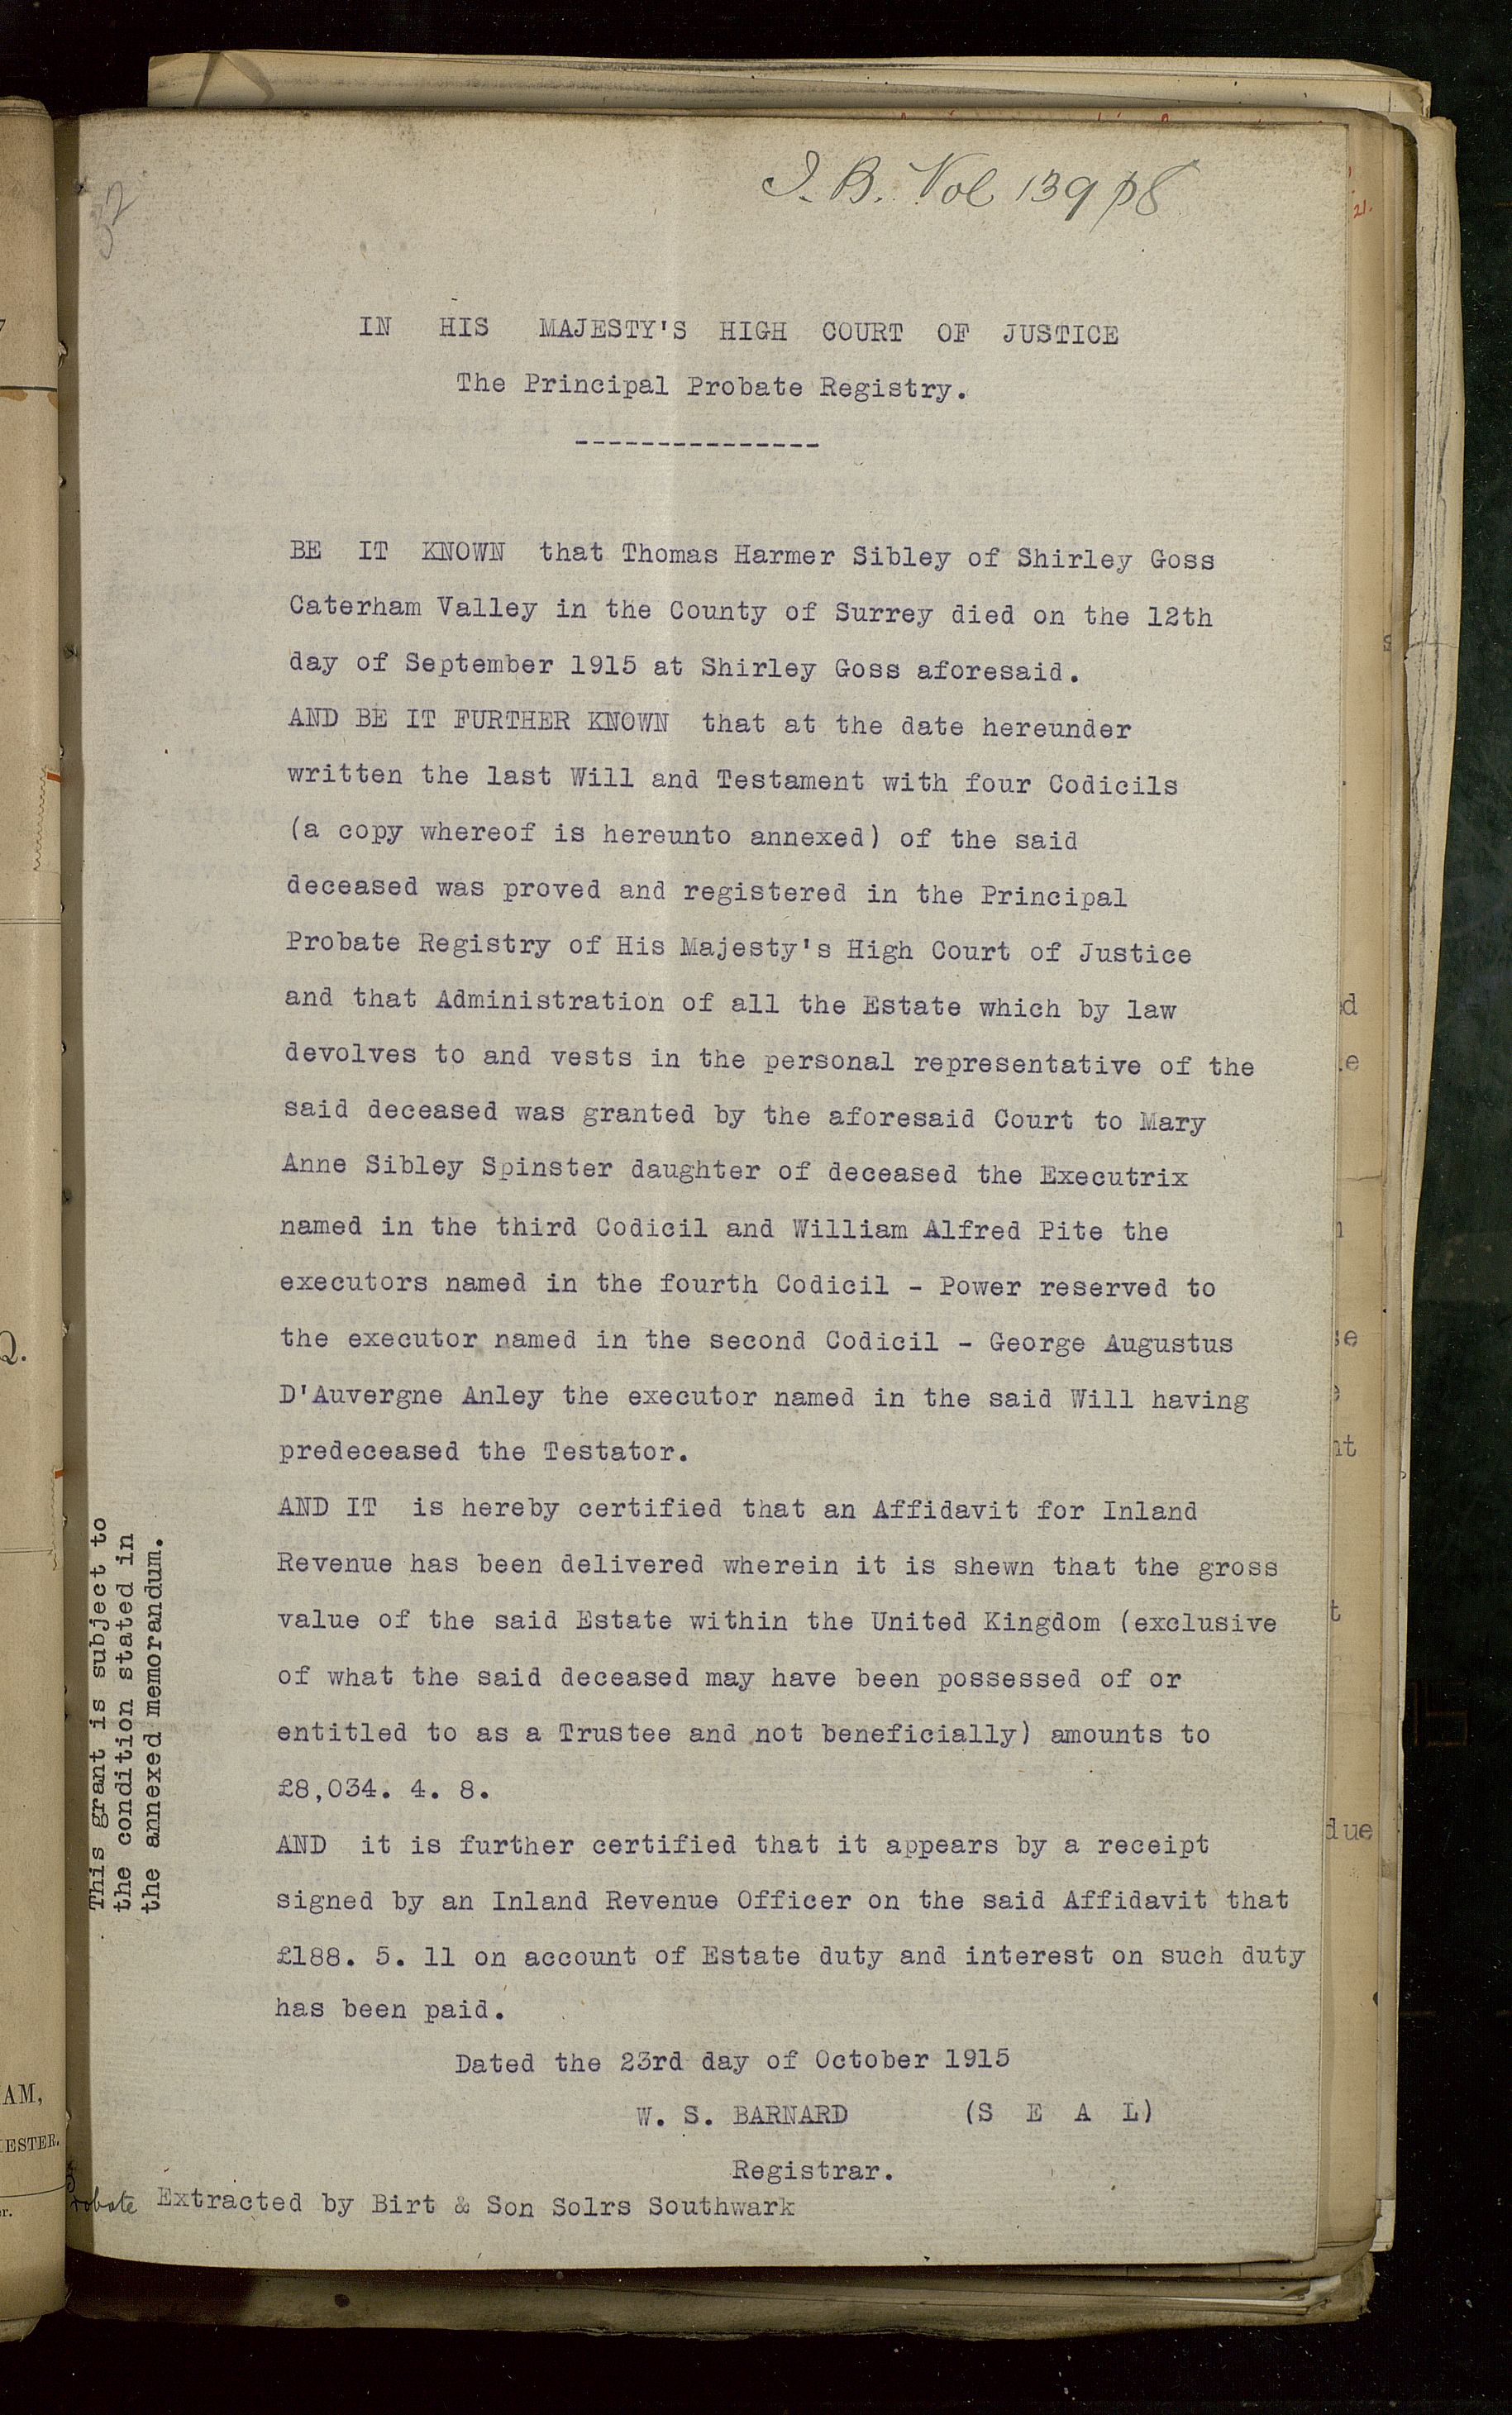 I. B. Vol 139 p8
32
IN HIS MAJESTY'S HIGH COURT OF JUSTICE
The Principal Probate Registry.
---------------
BE IT KNOWN that Thomas Harmer Sibley of Shirley Goss
Caterham Valley in the County of Surrey died on the 12th
day of September 1915 at Shirley Goss aforesaid.
AND BE IT FURTHER KNOWN that at the date hereunder
written the last Will and Testament with four Codicils
(a copy whereof is hereunto annexed) of the said
deceased was proved and registered in the Principal
Probate Registry of His Majesty's High Court of Justice
and that Administration of all the Estate which by law
devolves to and vests in the personal representative of the
said deceased was granted by the aforesaid Court to Mary
Anne Sibley Spinster daughter of deceased the Executrix
named in the third Codicil and William Alfred Pite the
executors named in the fourth Codicil - Power reserved to
the executor named in the second Codicil - George Augustus
D'Auvergne Anley the executor named in the said Will having
predeceased the Testator.
AND IT is hereby certified that an Affidavit for Inland
Revenue has been delivered wherein it is shewn that the gross
value of the said Estate within the United Kingdom (exclusive
of what the said deceased may have been possessed of or
entitled to as a Trustee and not beneficially) amounts to
£8,034. 4. 8.
AND it is further certified that it appears by a receipt
signed by an Inland Revenue Officer on the said Affidavit that
£188. 5. 11 on account of Estate duty and interest on such duty
has been paid.
Dated the 23rd day of October 1915
W. S. BARNARD (S E A L)
Registrar.
Extracted by Birt & Son Solrs Southwark
This grant is subject to
the condition stated in
the annexed memorandum.
due